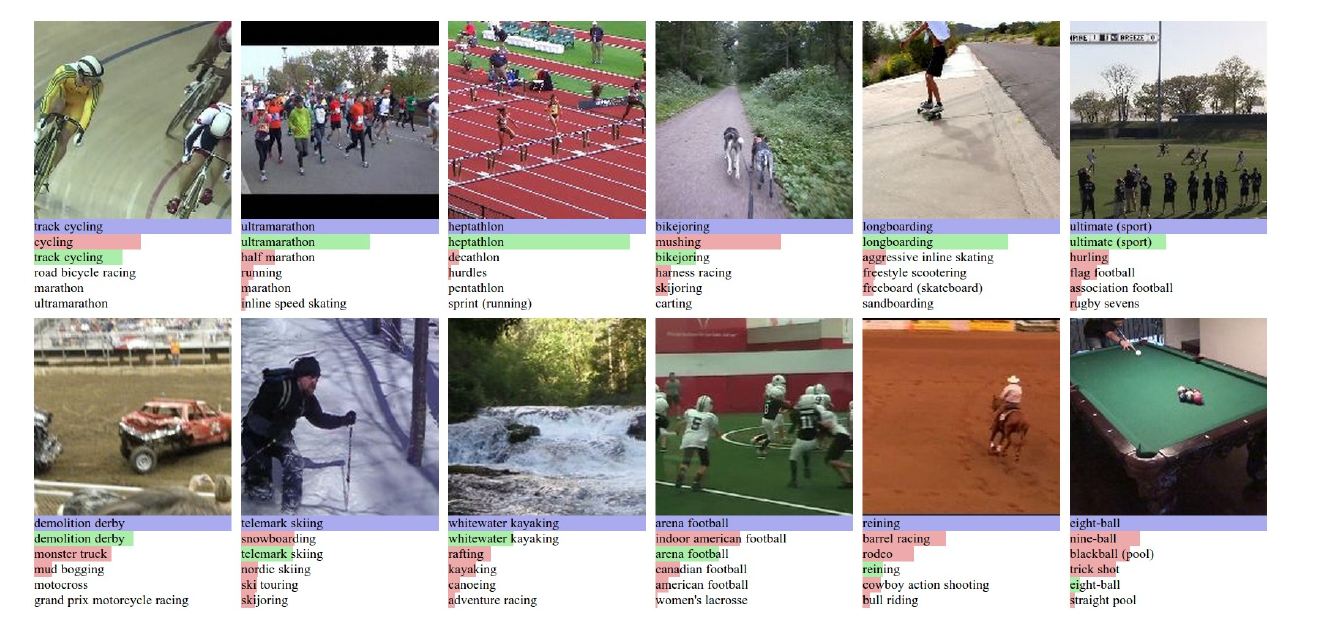 PIRE 1 BREEZE 0
track cycling
cycling
track cycling
road bicycle racing
marathon
ultramarathon
ultramarathon
ultramarathon
half marathon
running
marathon
inline speed skating
heptathlon
heptathlon
decathlon
hurdles
pentathlon
sprint (running)
bikejoring
mushing
bikejoring
harness racing
skijoring
carting
longboarding
longboarding
aggressive inline skating
freestyle scootering
freeboard (skateboard)
sandboarding
ultimate (sport)
ultimate (sport)
hurling
flag football
association football
rugby sevens
demolition derby
demolition derby
monster truck
mud bogging
motocross
grand prix motorcycle racing
telemark skiing
snowboarding
telemark skiing
nordic skiing
ski touring
skijoring
whitewater kayaking
whitewater kayaking
rafting
kayaking
canoeing
adventure racing
5
11
arena football
indoor american football
arena football
canadian football
american football
women's lacrosse
reining
barrel racing
rodeo
reining
cowboy action shooting
bull riding
eight-ball
nine-ball
blackball (pool)
trick shot
eight-ball
straight pool